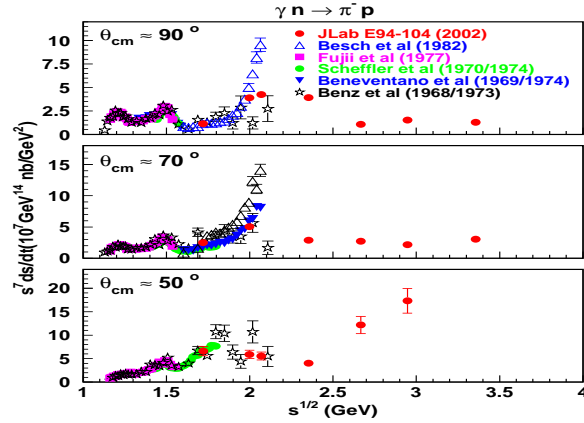 γ n → π⁻ p
θcm ≈ 90 °
JLab E94-104 (2002)
Besch et al (1982)
Fujii et al (1977)
Scheffler et al (1970/1974)
Beneventano et al (1969/1974)
Benz et al (1968/1973)
10
7.5
5
2.5
0
θcm ≈ 70 °
15
10
5
0
θcm ≈ 50 °
20
15
10
5
0
s⁷ds/dt(10⁷GeV¹⁴ nb/GeV²)
1 1.5 2 2.5 3 3.5 4
s¹/² (GeV)